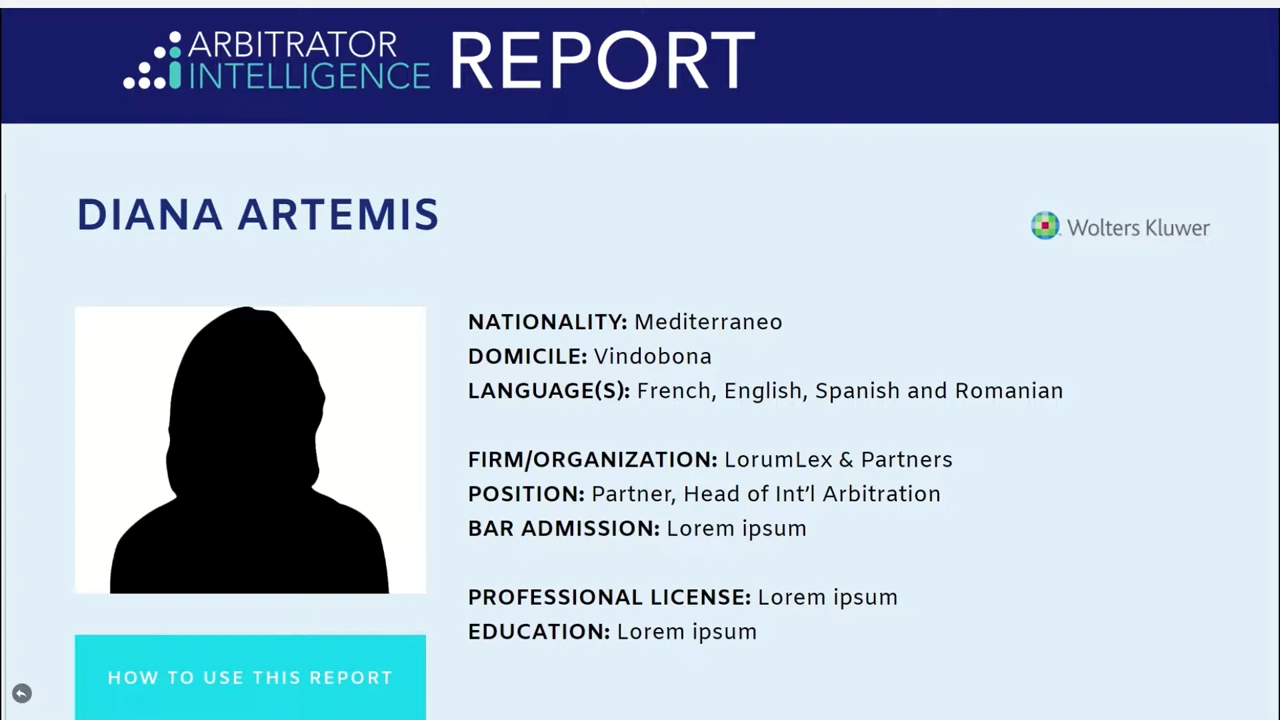 ARBITRATOR
INTELLIGENCE
REPORT
DIANA ARTEMIS
Wolters Kluwer
NATIONALITY: Mediterraneo
DOMICILE: Vindobona
LANGUAGE(S): French, English, Spanish and Romanian
FIRM/ORGANIZATION: LorumLex & Partners
POSITION: Partner, Head of Int'l Arbitration
BAR ADMISSION: Lorem ipsum
PROFESSIONAL LICENSE: Lorem ipsum
EDUCATION: Lorem ipsum
HOW TO USE THIS REPORT